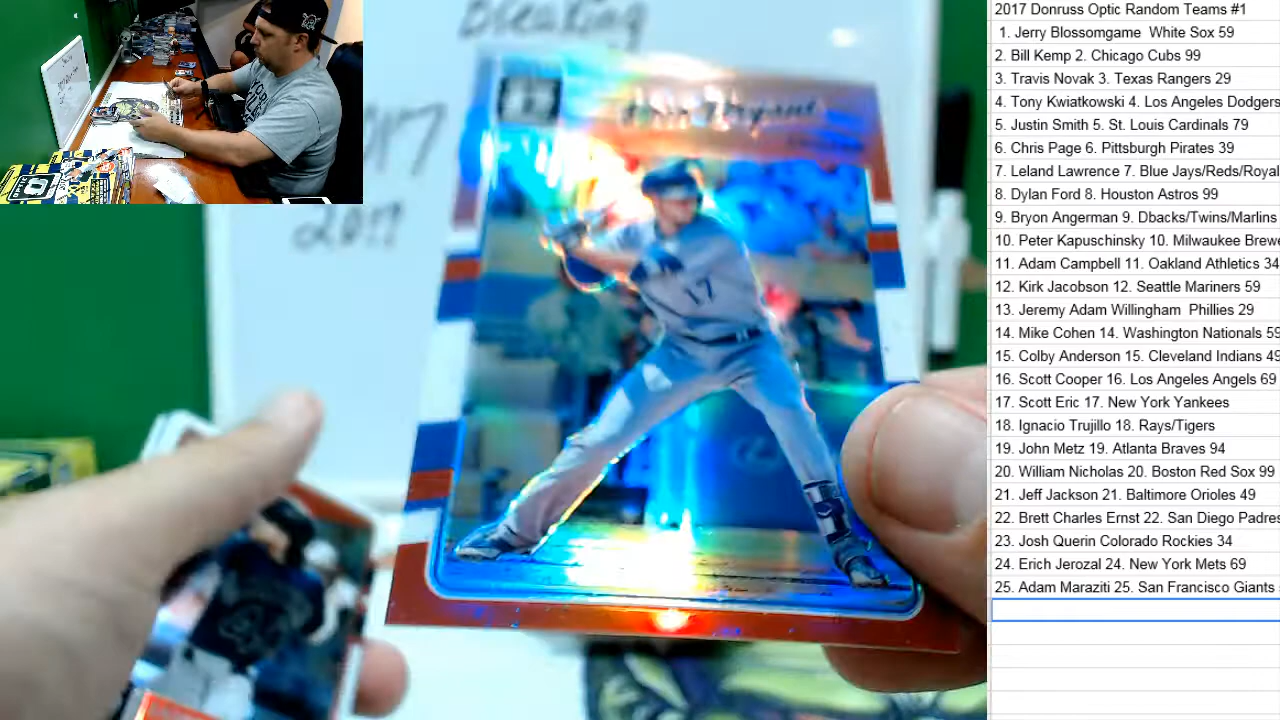 Breaking
2017
17
Kris Bryant
2017 Donruss Optic Random Teams #1
1. Jerry Blossomgame White Sox 59
2. Bill Kemp 2. Chicago Cubs 99
3. Travis Novak 3. Texas Rangers 29
4. Tony Kwiatkowski 4. Los Angeles Dodgers
5. Justin Smith 5. St. Louis Cardinals 79
6. Chris Page 6. Pittsburgh Pirates 39
7. Leland Lawrence 7. Blue Jays/Reds/Royal
8. Dylan Ford 8. Houston Astros 99
9. Bryon Angerman 9. Dbacks/Twins/Marlins
10. Peter Kapuschinsky 10. Milwaukee Brewe
11. Adam Campbell 11. Oakland Athletics 34
12. Kirk Jacobson 12. Seattle Mariners 59
13. Jeremy Adam Willingham Phillies 29
14. Mike Cohen 14. Washington Nationals 59
15. Colby Anderson 15. Cleveland Indians 49
16. Scott Cooper 16. Los Angeles Angels 69
17. Scott Eric 17. New York Yankees
18. Ignacio Trujillo 18. Rays/Tigers
19. John Metz 19. Atlanta Braves 94
20. William Nicholas 20. Boston Red Sox 99
21. Jeff Jackson 21. Baltimore Orioles 49
22. Brett Charles Ernst 22. San Diego Padres
23. Josh Querin Colorado Rockies 34
24. Erich Jerozal 24. New York Mets 69
25. Adam Maraziti 25. San Francisco Giants